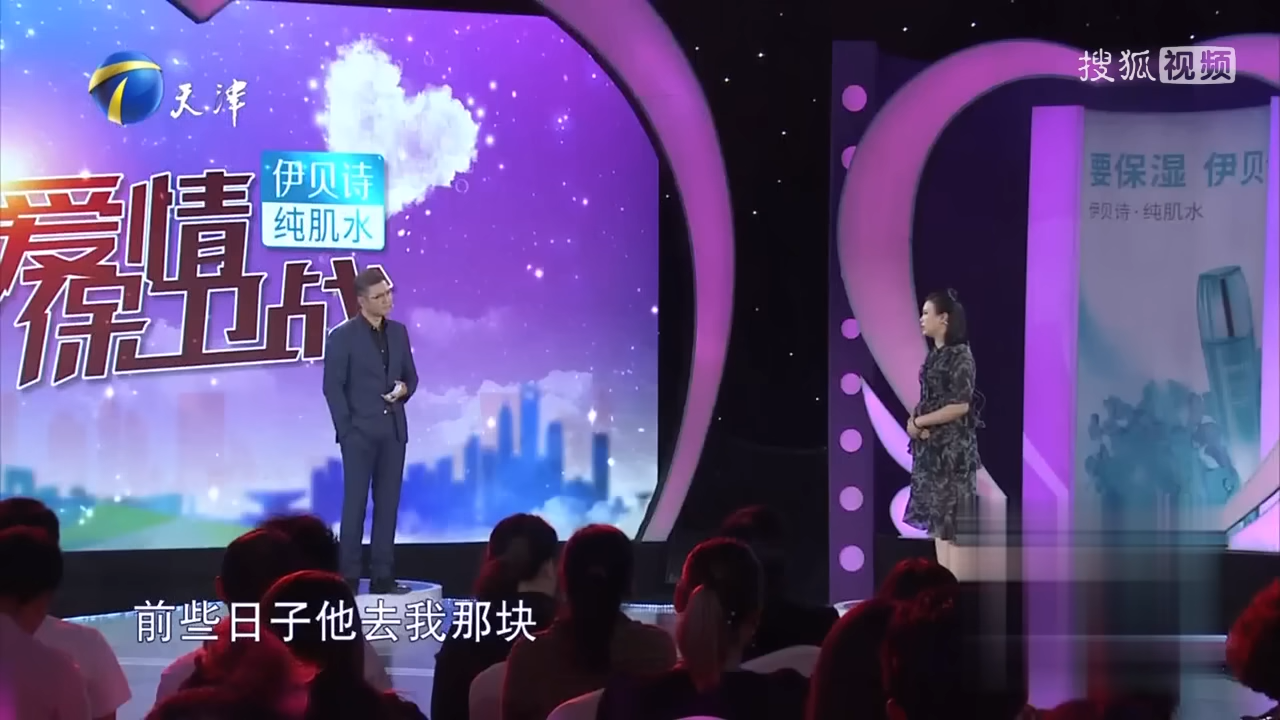 天津
搜狐视频
伊贝诗
纯肌水
爱情
保卫战
要保湿 伊贝
伊贝诗·纯肌水
前些日子他去我那块